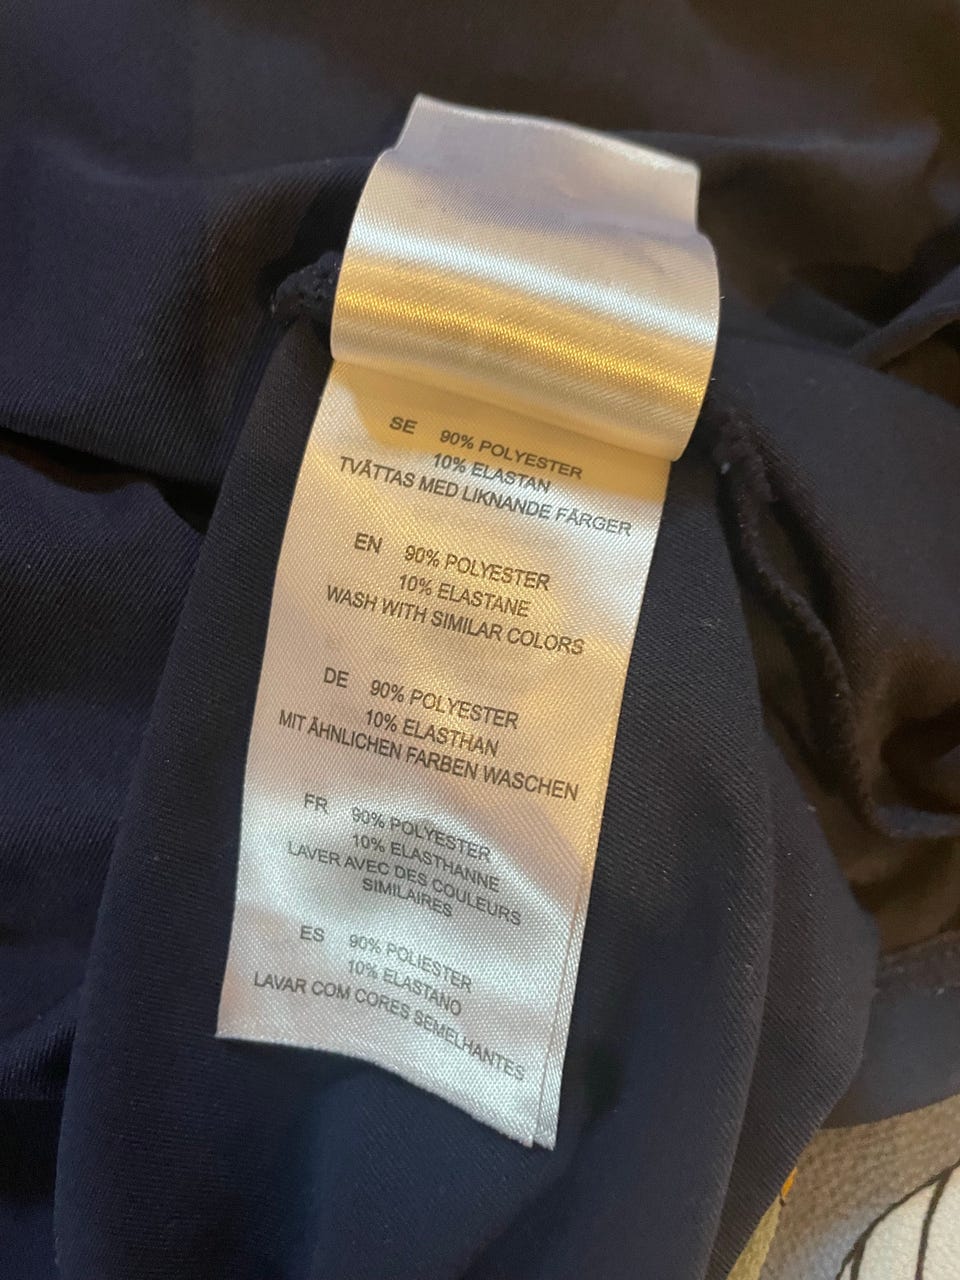 SE 90% POLYESTER
10% ELASTAN
TVÄTTAS MED LIKNANDE FÄRGER
EN 90% POLYESTER
10% ELASTANE
WASH WITH SIMILAR COLORS
DE 90% POLYESTER
10% ELASTHAN
MIT ÄHNLICHEN FARBEN WASCHEN
FR 90% POLYESTER
10% ELASTHANNE
LAVER AVEC DES COULEURS
SIMILAIRES
ES 90% POLIESTER
10% ELASTANO
LAVAR COM CORES SEMELHANTES